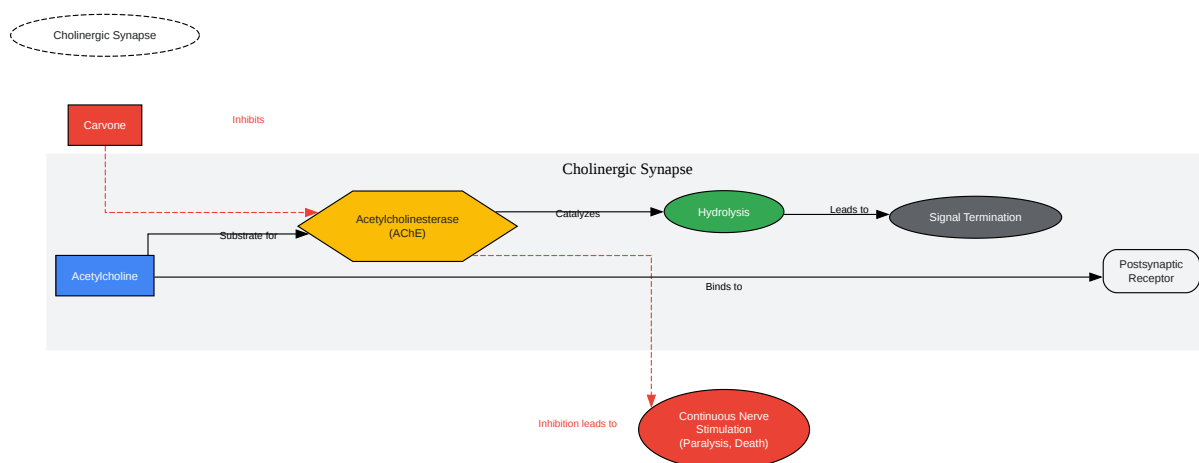 Cholinergic Synapse
Carvone
Inhibits
Cholinergic Synapse
Acetylcholinesterase
(AChE)
Catalyzes
Hydrolysis
Leads to
Signal Termination
Substrate for
Acetylcholine
Binds to
Postsynaptic
Receptor
Inhibition leads to
Continuous Nerve
Stimulation
(Paralysis, Death)